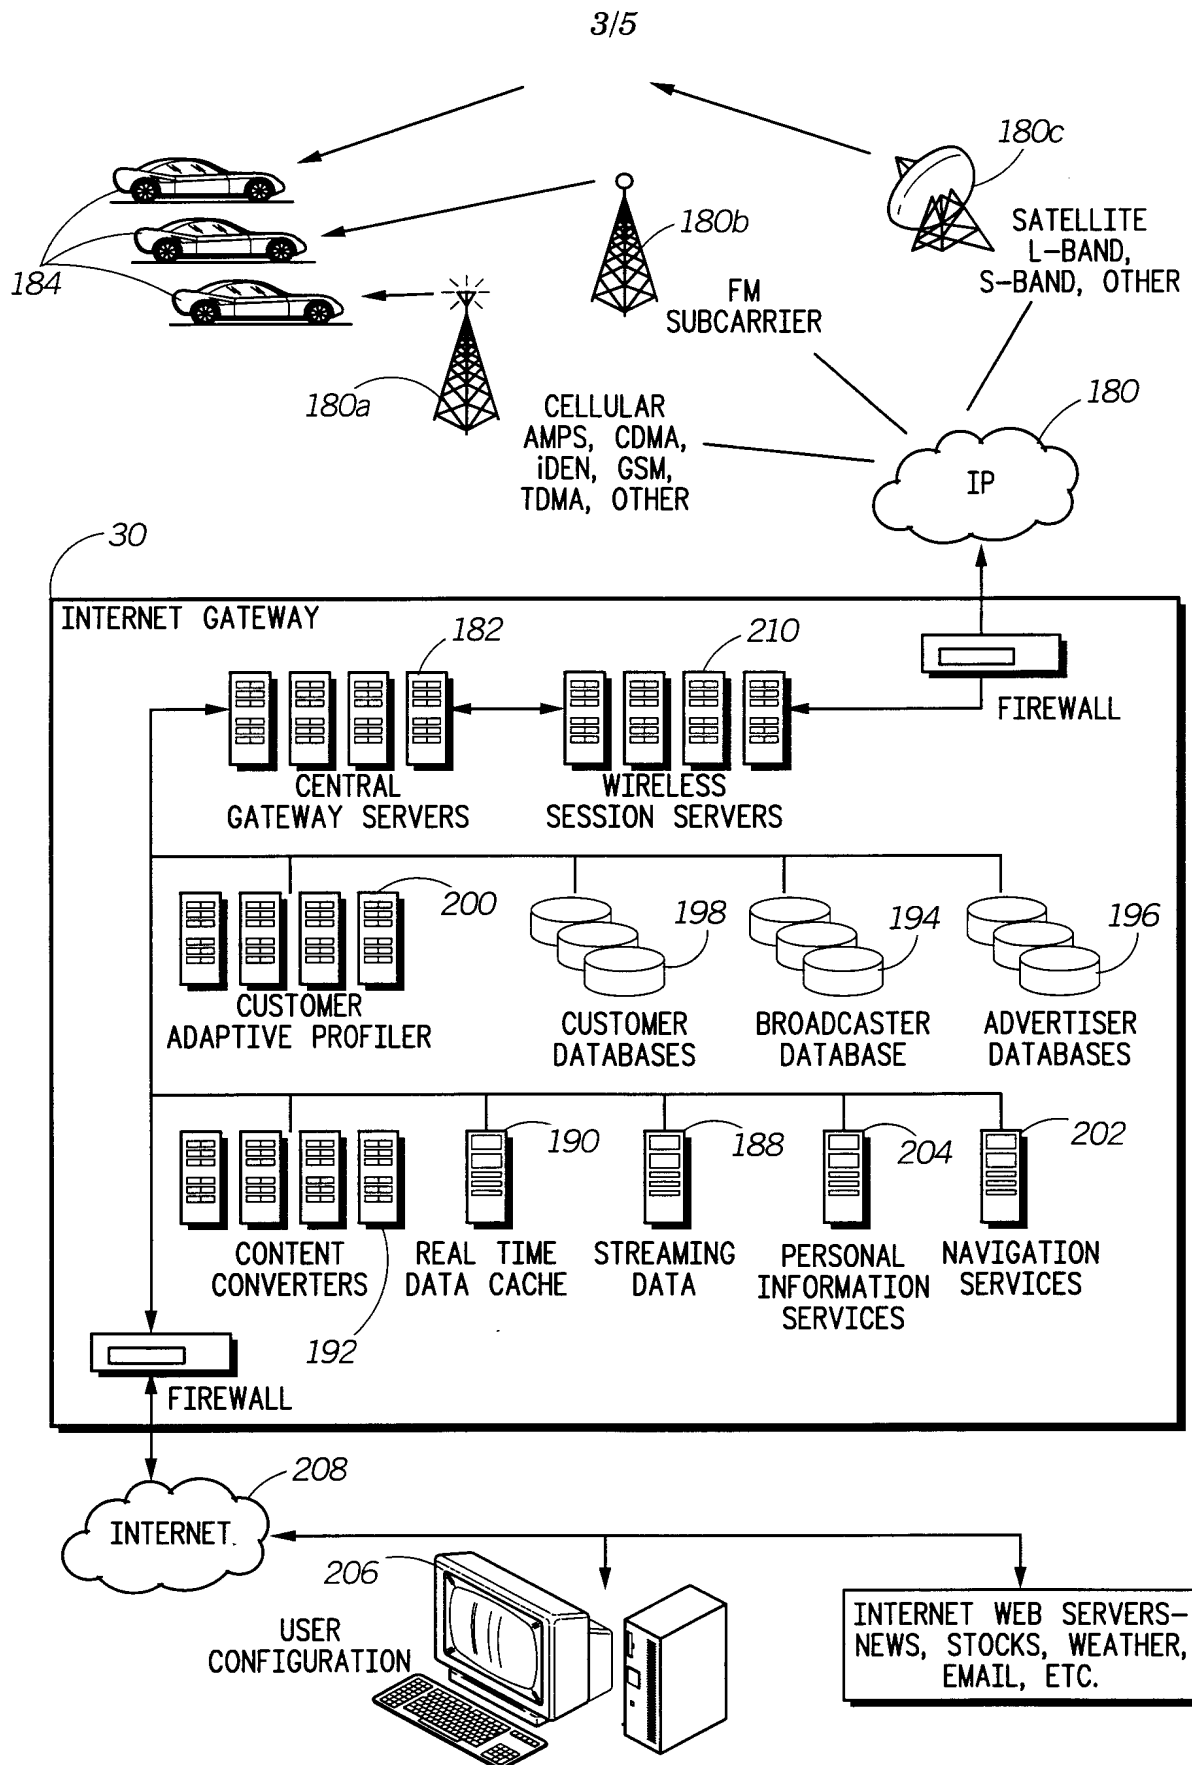 3/5
180c
SATELLITE
L-BAND,
S-BAND, OTHER
180b
184
FM
SUBCARRIER
180a
CELLULAR
AMPS, CDMA,
iDEN, GSM,
TDMA, OTHER
180
IP
30
INTERNET GATEWAY
182
210
FIREWALL
CENTRAL
GATEWAY SERVERS
WIRELESS
SESSION SERVERS
200
198
194
196
CUSTOMER
ADAPTIVE PROFILER
CUSTOMER
DATABASES
BROADCASTER
DATABASE
ADVERTISER
DATABASES
190
188
204
202
CONTENT
CONVERTERS
REAL TIME
DATA CACHE
STREAMING
DATA
PERSONAL
INFORMATION
SERVICES
NAVIGATION
SERVICES
192
FIREWALL
208
INTERNET
206
USER
CONFIGURATION
INTERNET WEB SERVERS-
NEWS, STOCKS, WEATHER,
EMAIL, ETC.